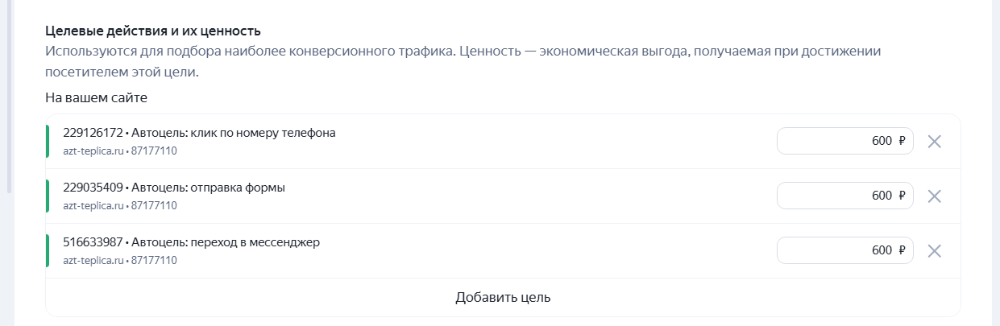 Целевые действия и их ценность
Используются для подбора наиболее конверсионного трафика. Ценность — экономическая выгода, получаемая при достижении
посетителем этой цели.
На вашем сайте
229126172 • Автоцель: клик по номеру телефона
azt-teplica.ru • 87177110
600 ₽
229035409 • Автоцель: отправка формы
azt-teplica.ru • 87177110
600 ₽
516633987 • Автоцель: переход в мессенджер
azt-teplica.ru • 87177110
600 ₽
Добавить цель